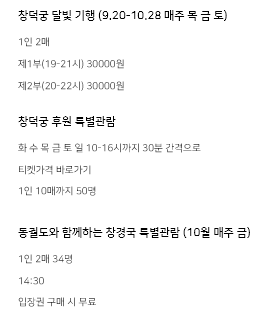 창덕궁 달빛 기행 (9.20-10.28 매주 목 금 토)
1인 2매
제1부(19-21시) 30000원
제2부(20-22시) 30000원
창덕궁 후원 특별관람
화 수 목 금 토 일 10-16시까지 30분 간격으로
티켓가격 바로가기
1인 10매까지 50명
동궐도와 함께하는 창경국 특별관람 (10월 매주 금)
1인 2매 34명
14:30
입장권 구매 시 무료